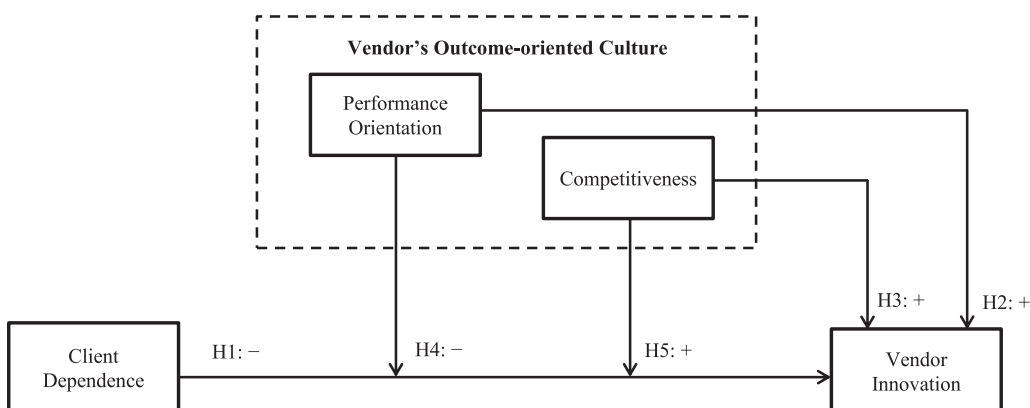 Vendor’s Outcome-oriented Culture
Performance
Orientation
Competitiveness
H3: +
H2: +
Client
Dependence
H1: −
H4: −
H5: +
Vendor
Innovation